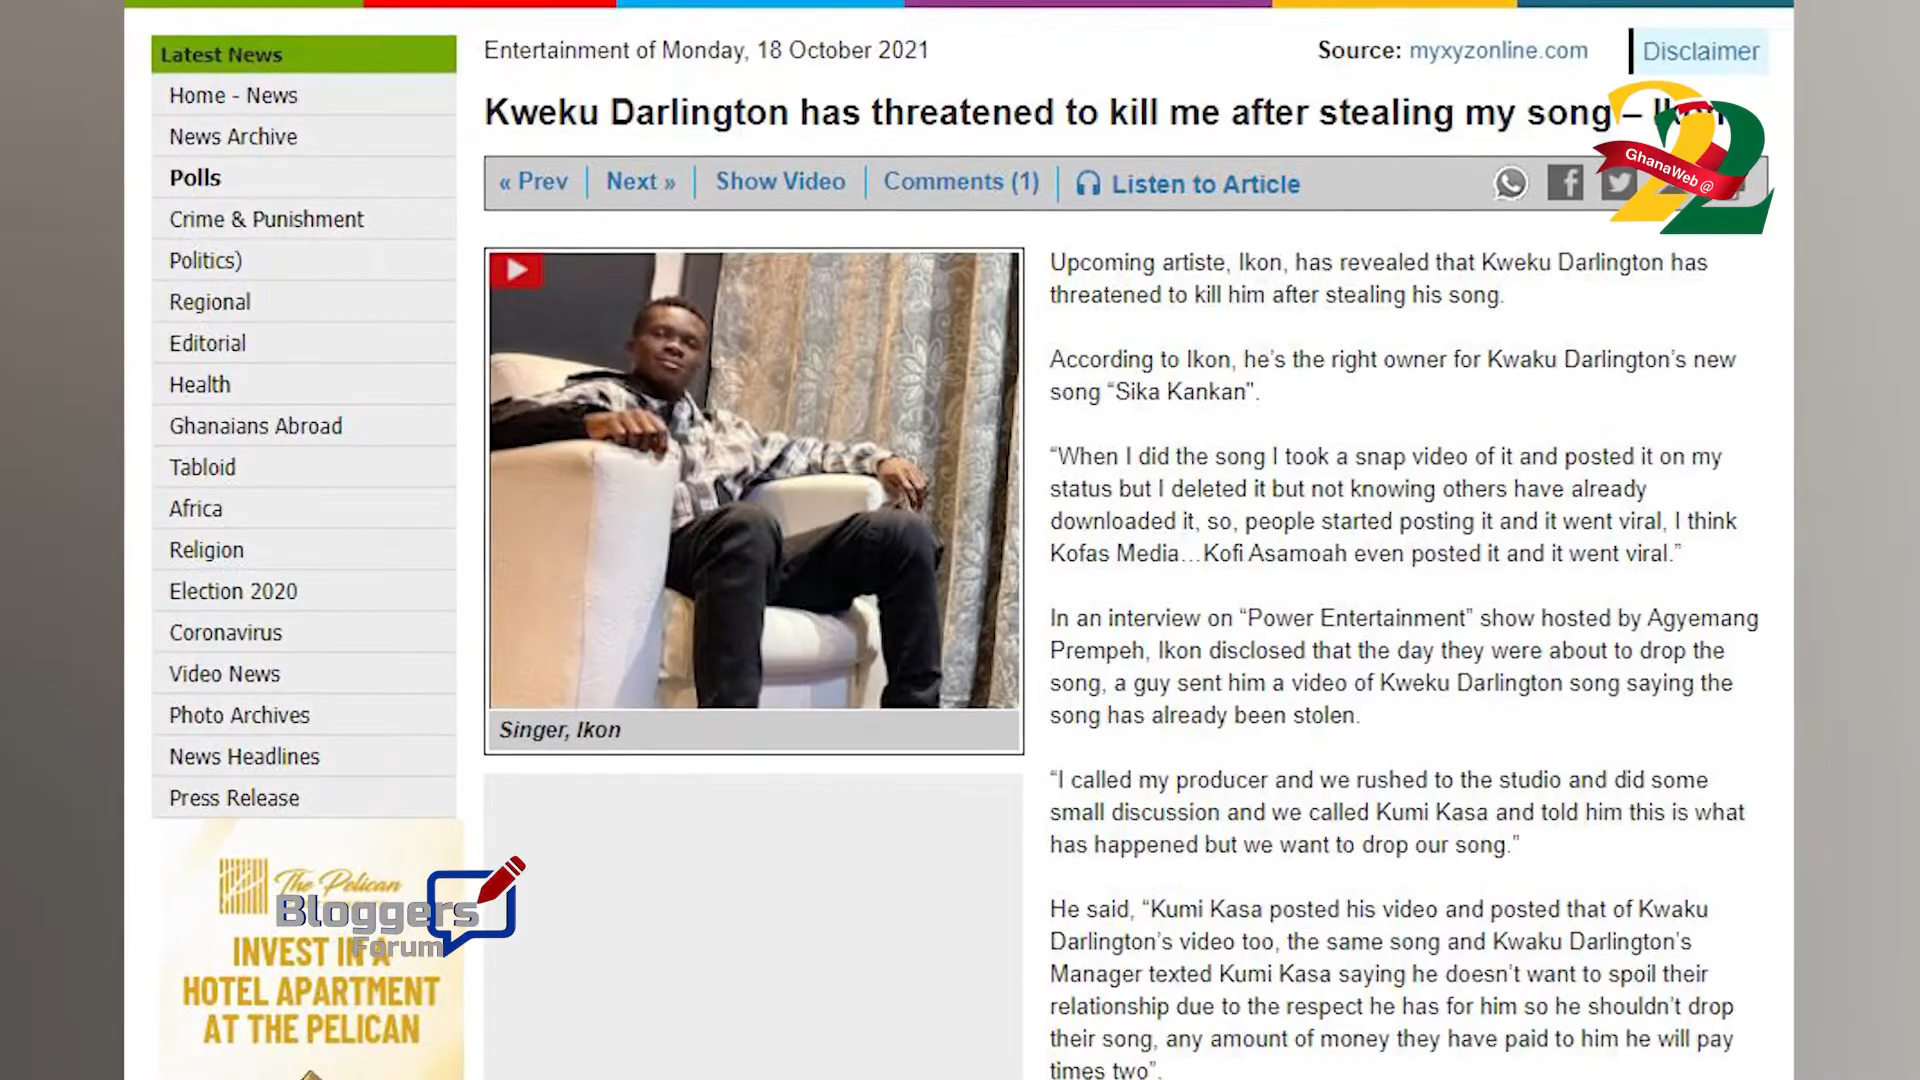 Latest News
Home - News
News Archive
Polls
Crime & Punishment
Politics)
Regional
Editorial
Health
Ghanaians Abroad
Tabloid
Africa
Religion
Election 2020
Coronavirus
Video News
Photo Archives
News Headlines
Press Release
The Pelican
Bloggers
Forum
INVEST IN A
HOTEL APARTMENT
AT THE PELICAN
Entertainment of Monday, 18 October 2021
Source: myxyzonline.com
Disclaimer
Kweku Darlington has threatened to kill me after stealing my song – Ikon
22
GhanaWeb @
« Prev
Next »
Show Video
Comments (1)
Listen to Article
Singer, Ikon
Upcoming artiste, Ikon, has revealed that Kweku Darlington has
threatened to kill him after stealing his song.
According to Ikon, he’s the right owner for Kwaku Darlington’s new
song “Sika Kankan”.
“When I did the song I took a snap video of it and posted it on my
status but I deleted it but not knowing others have already
downloaded it, so, people started posting it and it went viral, I think
Kofas Media…Kofi Asamoah even posted it and it went viral.”
In an interview on “Power Entertainment” show hosted by Agyemang
Prempeh, Ikon disclosed that the day they were about to drop the
song, a guy sent him a video of Kweku Darlington song saying the
song has already been stolen.
“I called my producer and we rushed to the studio and did some
small discussion and we called Kumi Kasa and told him this is what
has happened but we want to drop our song.”
He said, “Kumi Kasa posted his video and posted that of Kwaku
Darlington’s video too, the same song and Kwaku Darlington’s
Manager texted Kumi Kasa saying he doesn’t want to spoil their
relationship due to the respect he has for him so he shouldn’t drop
their song, any amount of money they have paid to him he will pay
times two”.